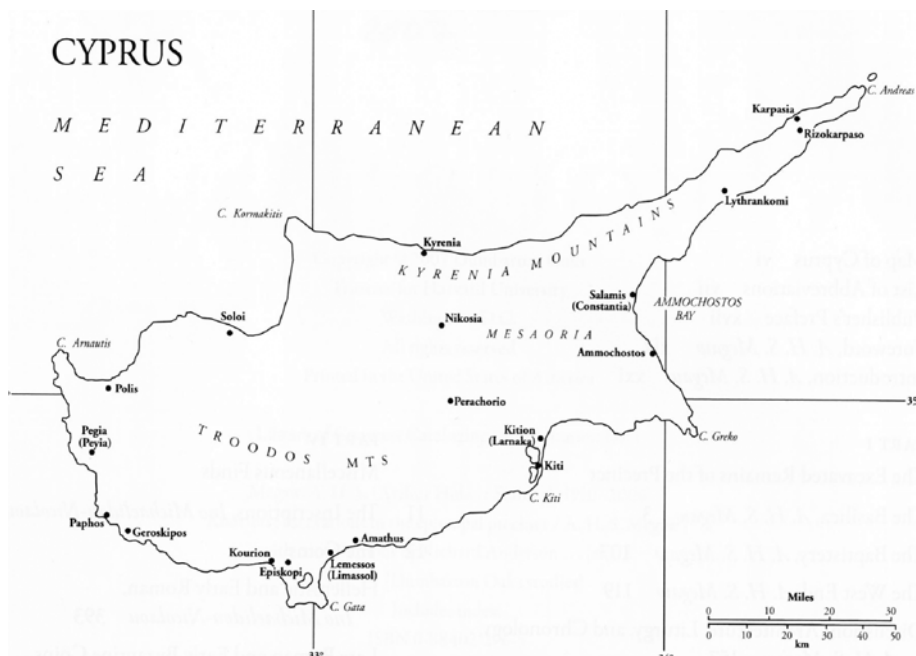 CYPRUS
MEDITERRANEAN
SEA
C. Andreas
Karpasia
Rizokarpaso
Lythrankomi
C. Kormakitis
Kyrenia
KYRENIA MOUNTAINS
Salamis
(Constantia)
AMMOCHOSTOS
BAY
Soloi
Nikosia
MESAORIA
C. Arnautis
Ammochostos
Polis
Perachorio
35
Pegia
(Peyia)
TROODOS MTS
Kition
(Larnaka)
C. Greko
Kiti
C. Kiti
Paphos
Geroskipos
Amathus
Kourion
Episkopi
Lemessos
(Limassol)
C. Gata
Miles
0 10 20 30
0 10 20 30 40
km
33°